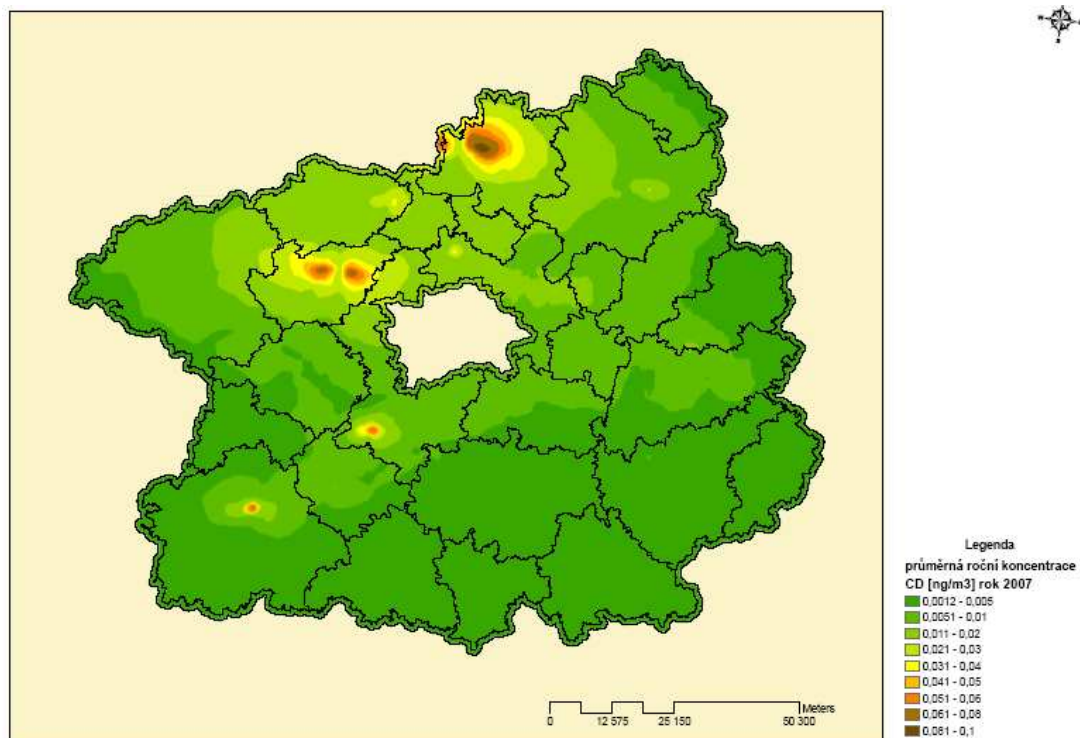 Legenda
průměrná roční koncentrace
CD [ng/m3] rok 2007
0,0012 - 0,005
0,0051 - 0,01
0,011 - 0,02
0,021 - 0,03
0,031 - 0,04
0,041 - 0,05
0,051 - 0,06
0,061 - 0,08
0,081 - 0,1
Meters
0 12 575 25 150 50 300